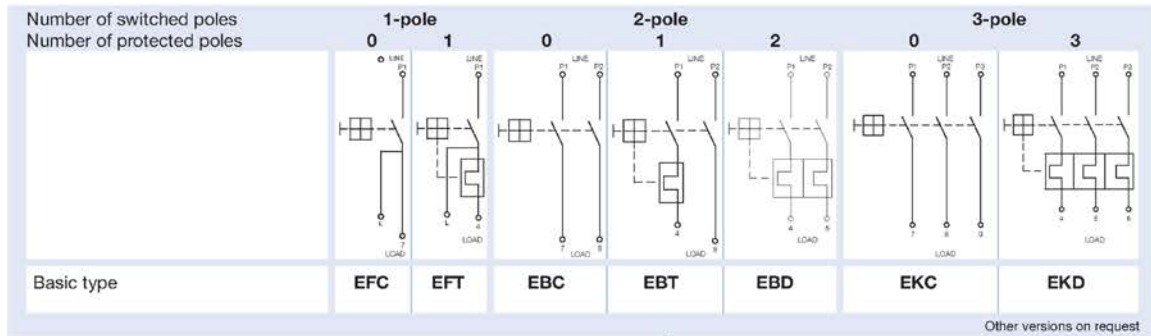 Number of switched poles 1-pole 2-pole 3-pole
Number of protected poles 0 1 0 1 2 0 3
LINE LINE LINE LINE LINE LINE LINE
P1 P1 P1 P2 P1 P2 P1 P2 P1 P2 P3 P1 P2 P3
L L 4 7 8 4 4 6 7 8 9 4 5 6
7 8
LOAD LOAD LOAD LOAD LOAD LOAD LOAD
Basic type EFC EFT EBC EBT EBD EKC EKD
Other versions on request